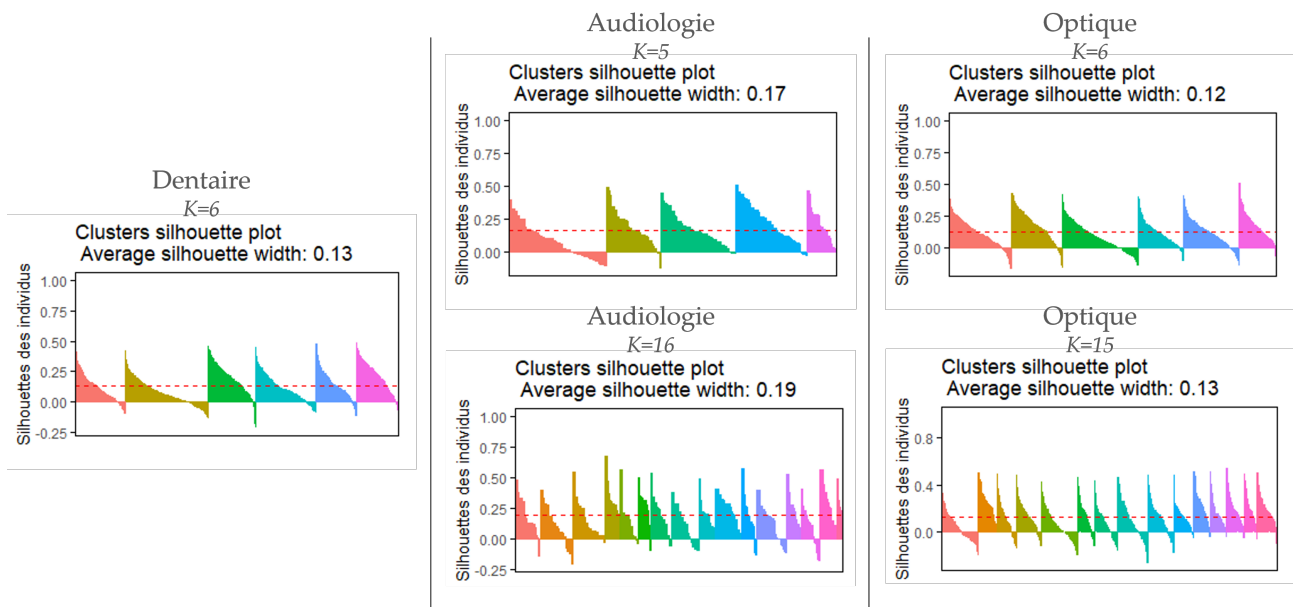 Dentaire
K=6
Clusters silhouette plot
Average silhouette width: 0.13
Silhouettes des individus
1.00
0.75
0.50
0.25
0.00
-0.25
Audiologie
K=5
Clusters silhouette plot
Average silhouette width: 0.17
Silhouettes des individus
1.00
0.75
0.50
0.25
0.00
Audiologie
K=16
Clusters silhouette plot
Average silhouette width: 0.19
Silhouettes des individus
1.00
0.75
0.50
0.25
0.00
-0.25
Optique
K=6
Clusters silhouette plot
Average silhouette width: 0.12
Silhouettes des individus
1.00
0.75
0.50
0.25
0.00
Optique
K=15
Clusters silhouette plot
Average silhouette width: 0.13
Silhouettes des individus
0.8
0.4
0.0